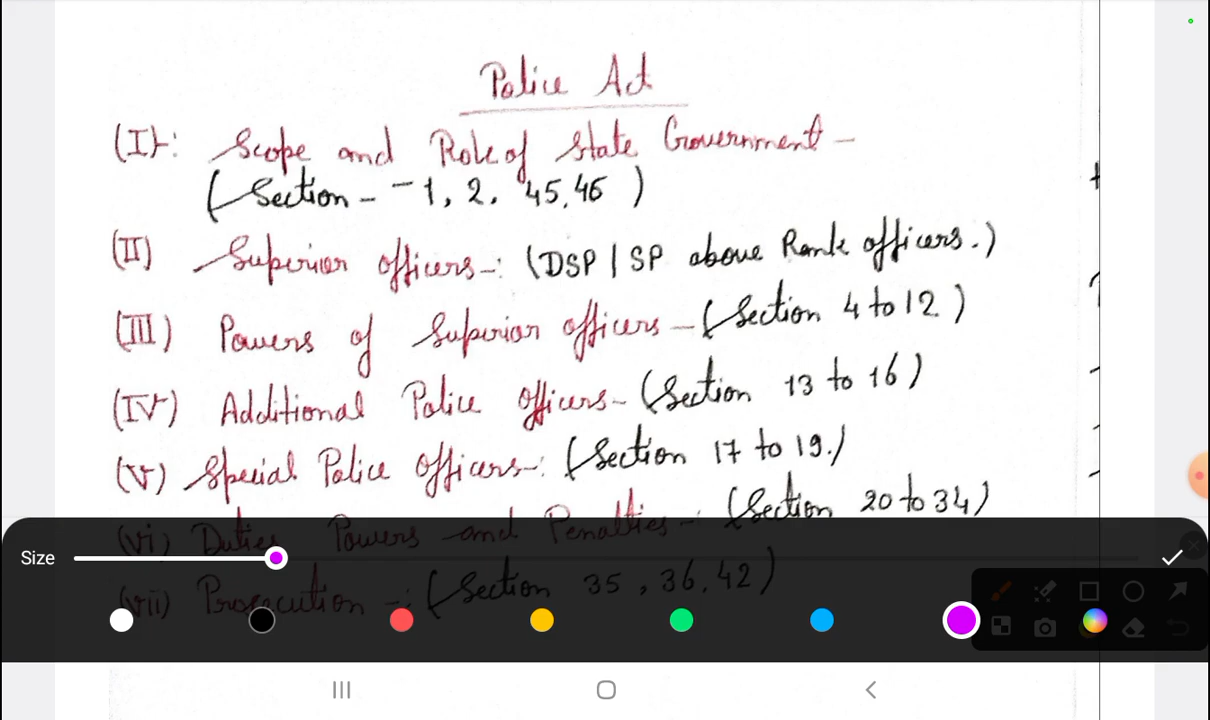 Police Act
(I): Scope and Role of State Government -
(Section - -1, 2, 45,46)
(II) Superior officers-: (DSP / SP above Rank officers.)
(III) Powers of Superior officers - (Section 4 to 12)
(IV) Additional Police officers- (Section 13 to 16)
(V) Special Police Officers-: (Section 17 to 19.)
(vi) Duties Powers and Penalties - (Section 20 to 34)
Size
(vii) Prosecution -: (Section 35, 36, 42)